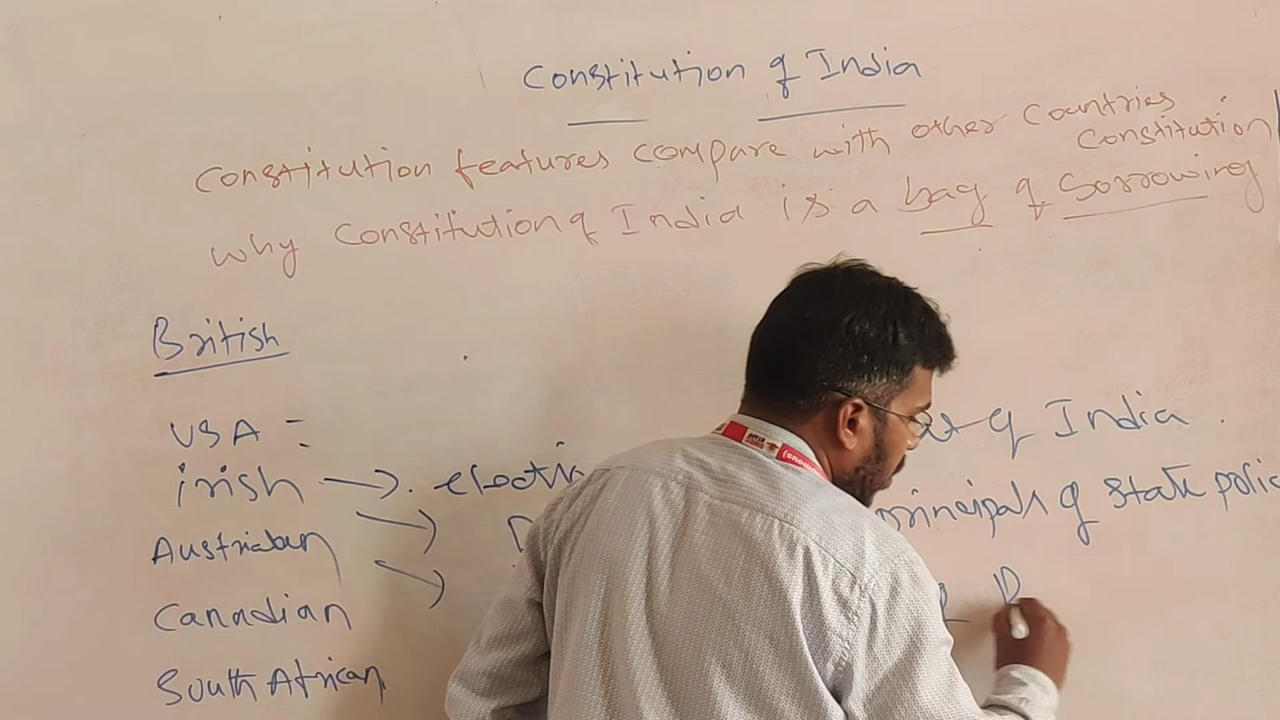 Constitution of India
Constitution features compare with other Countries
Constitution
why Constitution of India is a bag of borrowing
British
USA :
irish → . electi
of India .
Austrialian
principals of state polic
Canadian
South African